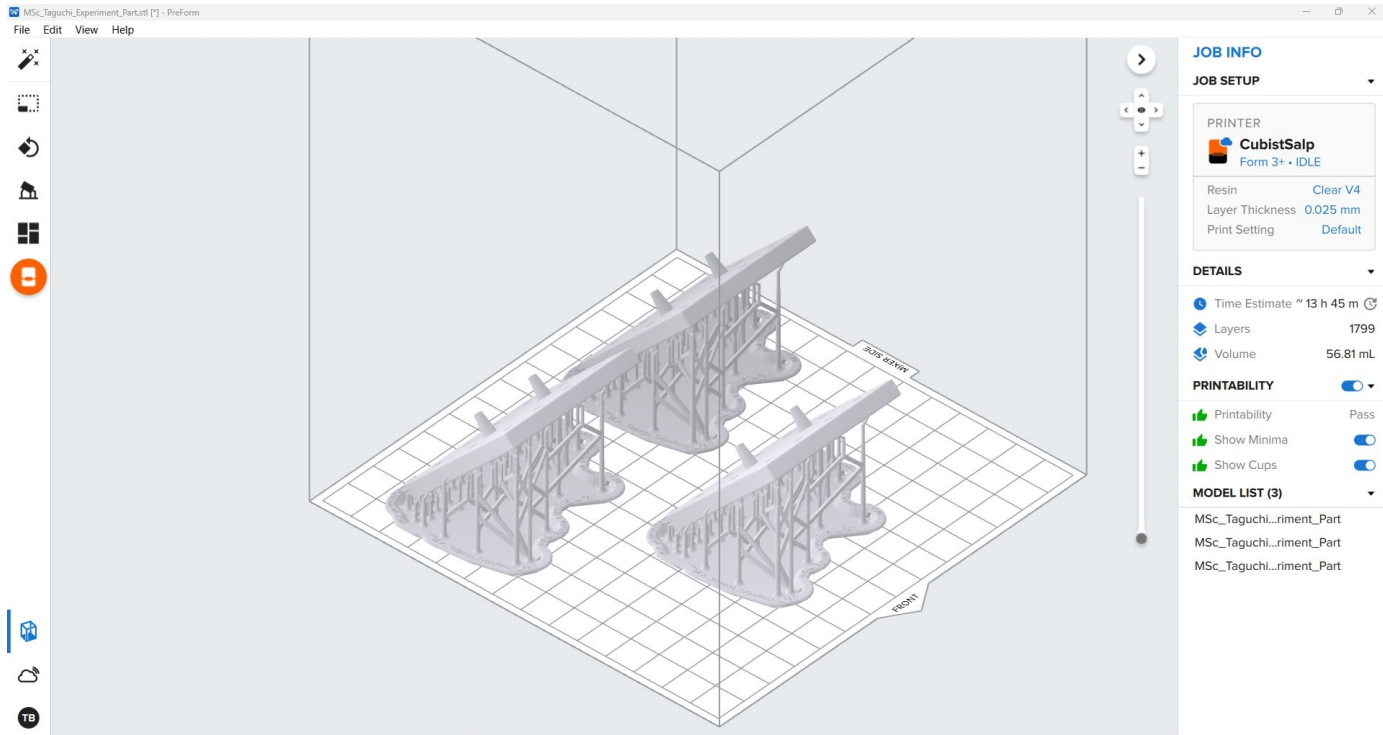 MSc_Taguchi_Experiment_Part.stl [*] - PreForm
File Edit View Help
JOB INFO
JOB SETUP
PRINTER
CubistSalp
Form 3+ • IDLE
Resin Clear V4
Layer Thickness 0.025 mm
Print Setting Default
DETAILS
Time Estimate ~ 13 h 45 m
Layers 1799
Volume 56.81 mL
PRINTABILITY
Printability Pass
Show Minima
Show Cups
MODEL LIST (3)
MSc_Taguchi...riment_Part
MSc_Taguchi...riment_Part
MSc_Taguchi...riment_Part
MIXER SIDE
FRONT
TB